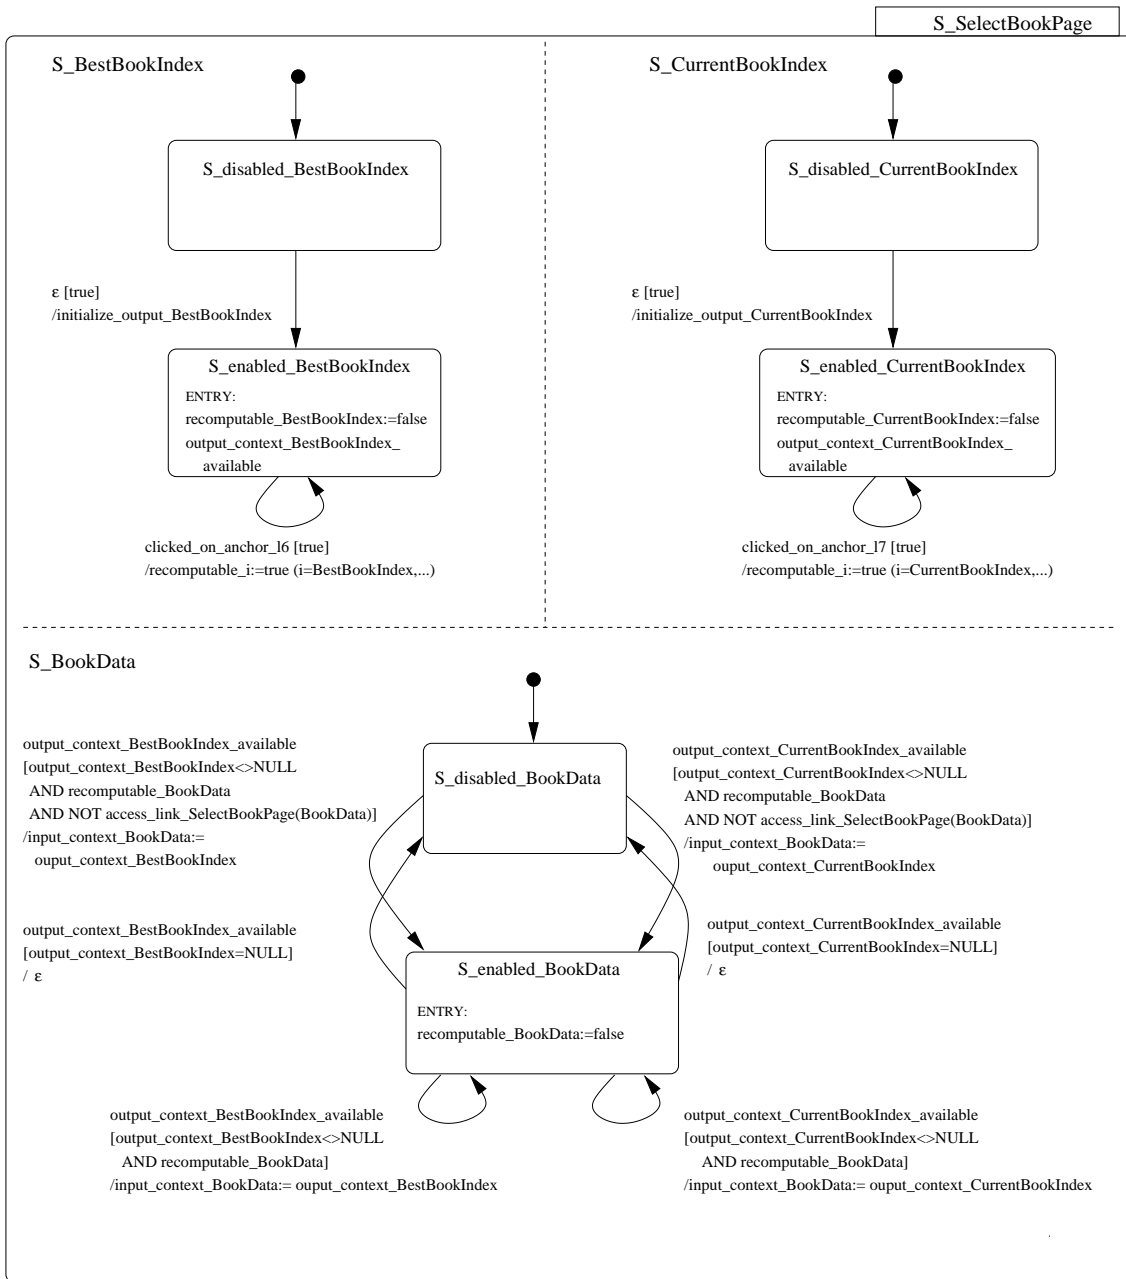 S_SelectBookPage
S_BestBookIndex
S_disabled_BestBookIndex
ε [true]
/initialize_output_BestBookIndex
S_enabled_BestBookIndex
ENTRY:
recomputable_BestBookIndex:=false
output_context_BestBookIndex_
available
clicked_on_anchor_l6 [true]
/recomputable_i:=true (i=BestBookIndex,...)
S_CurrentBookIndex
S_disabled_CurrentBookIndex
ε [true]
/initialize_output_CurrentBookIndex
S_enabled_CurrentBookIndex
ENTRY:
recomputable_CurrentBookIndex:=false
output_context_CurrentBookIndex_
available
clicked_on_anchor_l7 [true]
/recomputable_i:=true (i=CurrentBookIndex,...)
S_BookData
output_context_BestBookIndex_available
[output_context_BestBookIndex<>NULL
AND recomputable_BookData
AND NOT access_link_SelectBookPage(BookData)]
/input_context_BookData:=
ouput_context_BestBookIndex
S_disabled_BookData
output_context_CurrentBookIndex_available
[output_context_CurrentBookIndex<>NULL
AND recomputable_BookData
AND NOT access_link_SelectBookPage(BookData)]
/input_context_BookData:=
ouput_context_CurrentBookIndex
output_context_BestBookIndex_available
[output_context_BestBookIndex=NULL]
/ ε
output_context_CurrentBookIndex_available
[output_context_CurrentBookIndex=NULL]
/ ε
S_enabled_BookData
ENTRY:
recomputable_BookData:=false
output_context_BestBookIndex_available
[output_context_BestBookIndex<>NULL
AND recomputable_BookData]
/input_context_BookData:= ouput_context_BestBookIndex
output_context_CurrentBookIndex_available
[output_context_CurrentBookIndex<>NULL
AND recomputable_BookData]
/input_context_BookData:= ouput_context_CurrentBookIndex